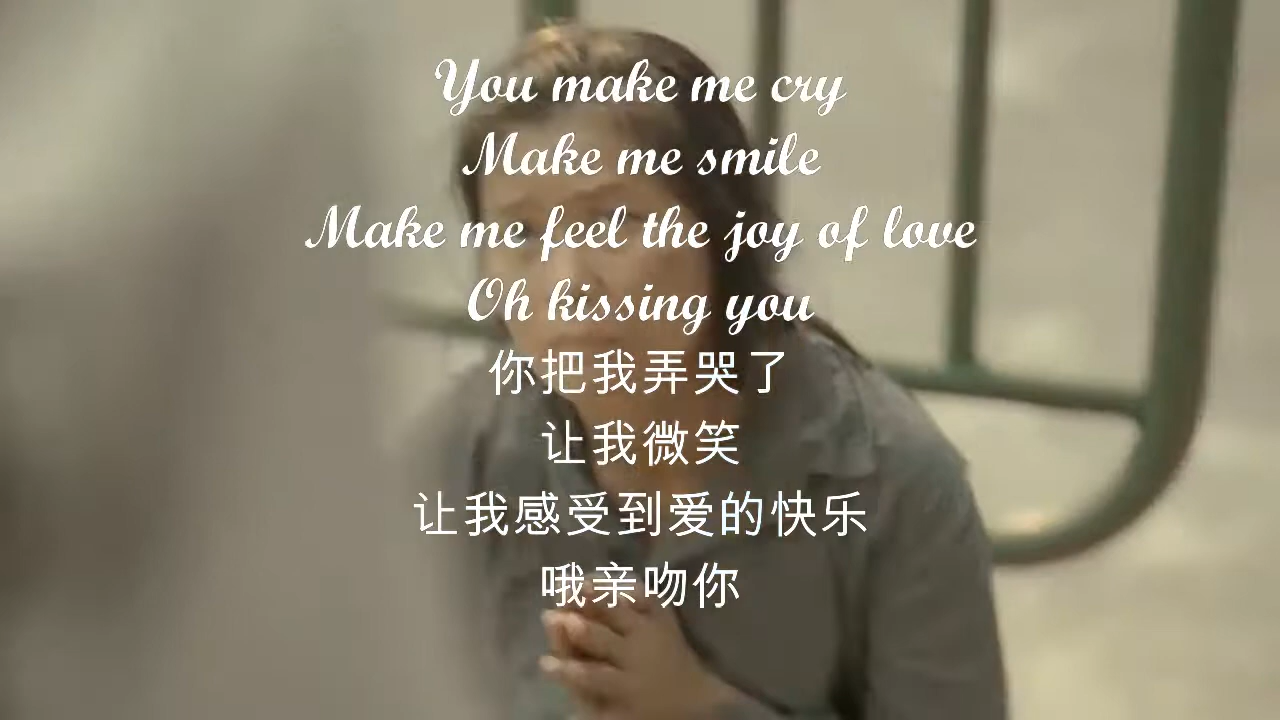 You make me cry
Make me smile
Make me feel the joy of love
Oh kissing you
你把我弄哭了
让我微笑
让我感受到爱的快乐
哦亲吻你